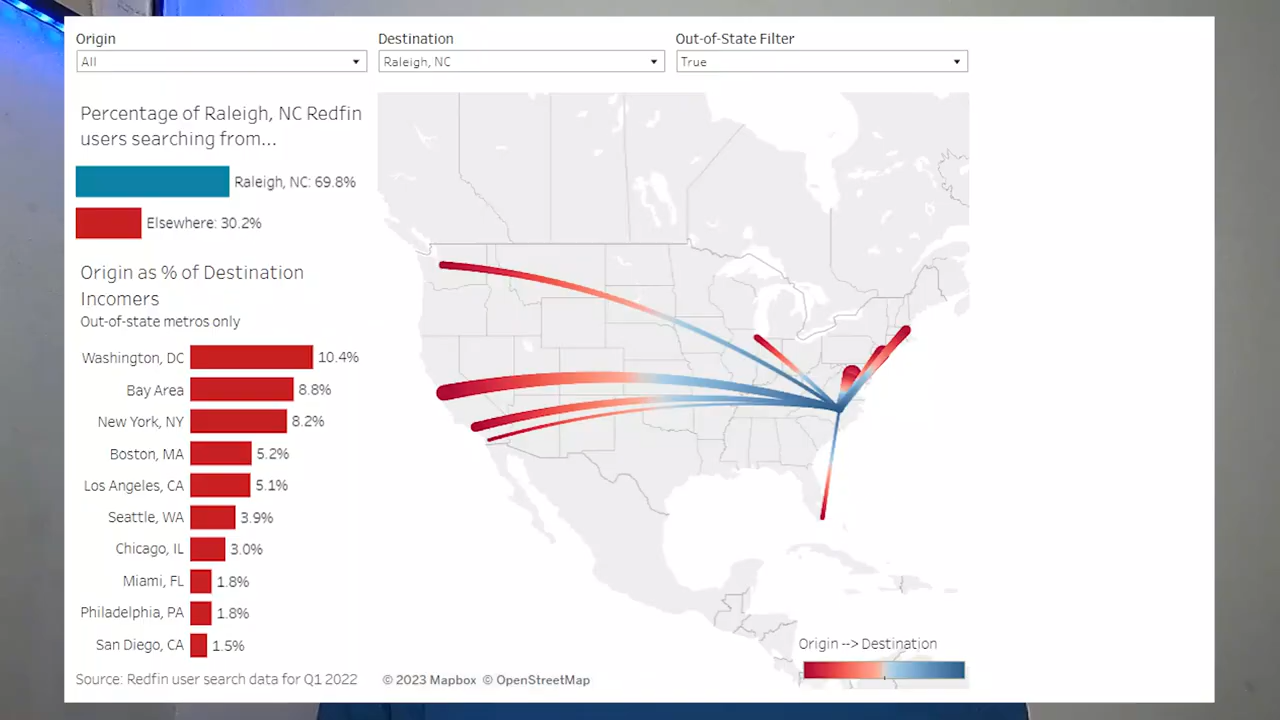 Origin
Destination
Out-of-State Filter
All
Raleigh, NC
True
Percentage of Raleigh, NC Redfin
users searching from...
Raleigh, NC: 69.8%
Elsewhere: 30.2%
Origin as % of Destination
Incomers
Out-of-state metros only
Washington, DC 10.4%
Bay Area 8.8%
New York, NY 8.2%
Boston, MA 5.2%
Los Angeles, CA 5.1%
Seattle, WA 3.9%
Chicago, IL 3.0%
Miami, FL 1.8%
Philadelphia, PA 1.8%
San Diego, CA 1.5%
Origin --> Destination
Source: Redfin user search data for Q1 2022
© 2023 Mapbox © OpenStreetMap